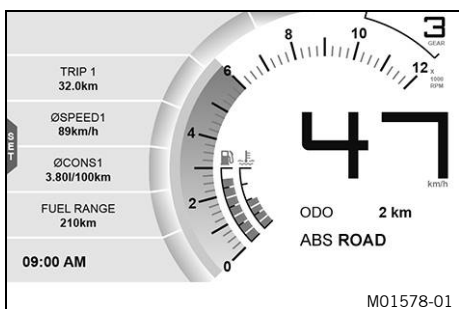 3
GEAR
8
10
12
x
1000
RPM
6
4
2
0
TRIP 1
32.0km
ØSPEED1
89km/h
SET
ØCONS1
3.80l/100km
FUEL RANGE
210km
09:00 AM
47
km/h
ODO 2 km
ABS ROAD
M01578-01